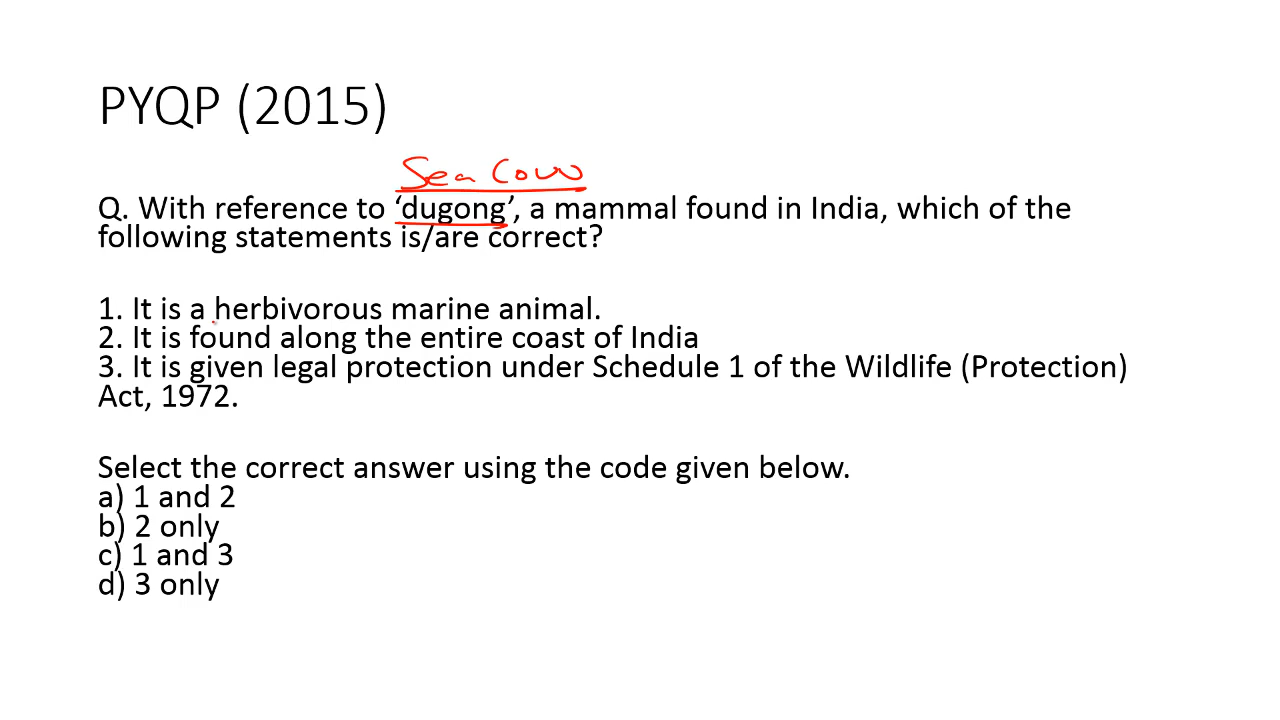 PYQP (2015)
Sea Cow
Q. With reference to ‘dugong’, a mammal found in India, which of the
following statements is/are correct?
1. It is a herbivorous marine animal.
2. It is found along the entire coast of India
3. It is given legal protection under Schedule 1 of the Wildlife (Protection)
Act, 1972.
Select the correct answer using the code given below.
a) 1 and 2
b) 2 only
c) 1 and 3
d) 3 only